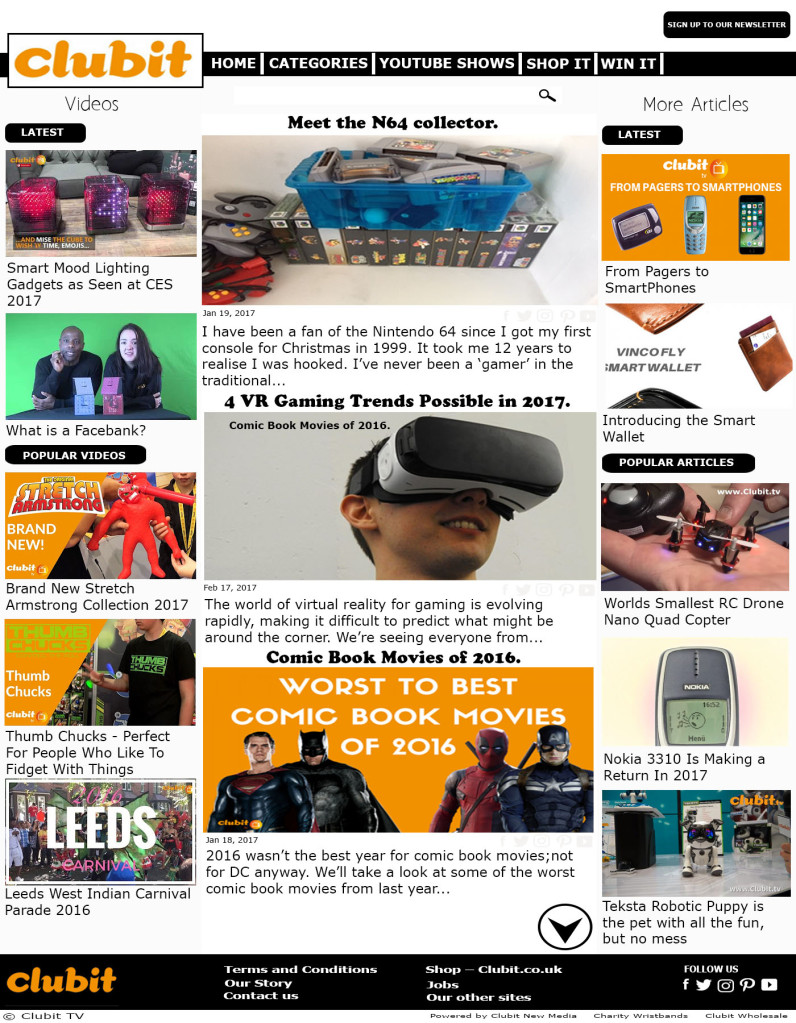 SIGN UP TO OUR NEWSLETTER
Clubit
HOME CATEGORIES YOUTUBE SHOWS SHOP IT WIN IT
Videos
LATEST
...AND MISE THE CUBE TO
TIME, EMOJIS...
Smart Mood Lighting
Gadgets as Seen at CES
2017
What is a Facebank?
POPULAR VIDEOS
STRETCH
ARMSTRONG
BRAND
NEW!
Clubit
Brand New Stretch
Armstrong Collection 2017
THUMB
CHUCKS
THUMB
CHUCKS
Thumb
Chucks
Clubit
Thumb Chucks - Perfect
For People Who Like To
Fidget With Things
2016
LEEDS
CARNIVAL
Leeds West Indian Carnival
Parade 2016
Meet the N64 collector.
Jan 19, 2017
I have been a fan of the Nintendo 64 since I got my first
console for Christmas in 1999. It took me 12 years to
realise I was hooked. I’ve never been a ‘gamer’ in the
traditional...
4 VR Gaming Trends Possible in 2017.
Comic Book Movies of 2016.
Feb 17, 2017
The world of virtual reality for gaming is evolving
rapidly, making it difficult to predict what might be
around the corner. We’re seeing everyone from...
Comic Book Movies of 2016.
WORST TO BEST
COMIC BOOK MOVIES
OF 2016
Clubit
Jan 18, 2017
2016 wasn’t the best year for comic book movies;not
for DC anyway. We’ll take a look at some of the worst
comic book movies from last year...
More Articles
LATEST
clubit
TV
FROM PAGERS TO SMARTPHONES
From Pagers to
SmartPhones
VINCOFLY
SMART WALLET
Introducing the Smart
Wallet
POPULAR ARTICLES
www.Clubit.tv
Worlds Smallest RC Drone
Nano Quad Copter
NOKIA
16:52
Menü
Nokia 3310 Is Making a
Return In 2017
Clubit.tv
www.Clubit.tv
Teksta Robotic Puppy is
the pet with all the fun,
but no mess
Clubit
Terms and Conditions
Our Story
Contact us
Shop – Clubit.co.uk
Jobs
Our other sites
FOLLOW US
© Clubit TV
Powered by Clubit New Media Charity Wristbands Clubit Wholesale